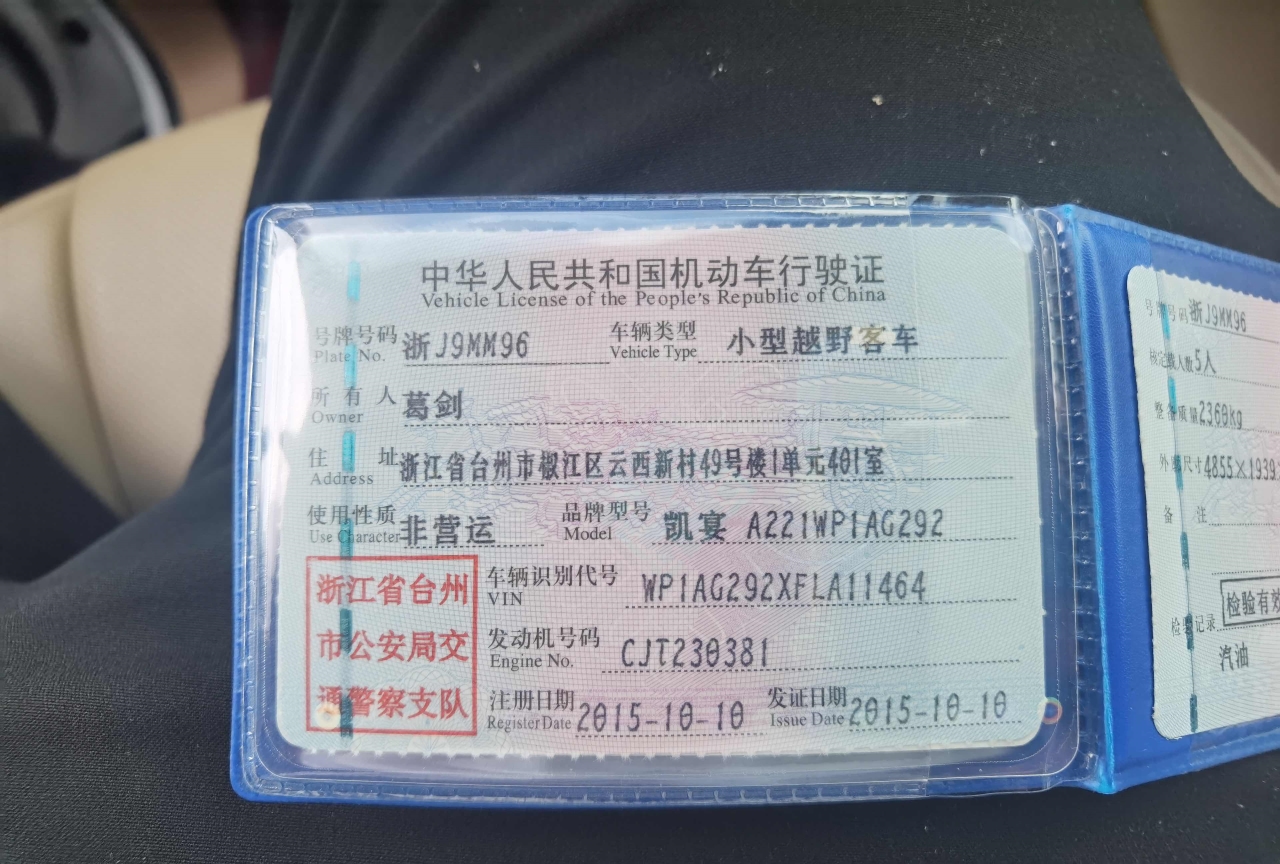 中华人民共和国机动车行驶证
Vehicle License of the People's Republic of China
号牌号码 浙J9MM96 车辆类型 小型越野客车
Plate No. Vehicle Type
所有人 葛剑
Owner
住址 浙江省台州市椒江区云西新村49号楼1单元401室
Address
使用性质 非营运 品牌型号 凯宴 A221WP1AG292
Use Character Model
浙江省台州
市公安局交
通警察支队
车辆识别代号 WP1AG292XFLA11464
VIN
发动机号码 CJT230381
Engine No.
注册日期 2015-10-10 发证日期 2015-10-10
Register Date Issue Date
号牌号码 浙J9MM96
核定载人数 5人
整备质量 2360kg
外廓尺寸 4855×1939
备注
检验有效
检验记录
汽油